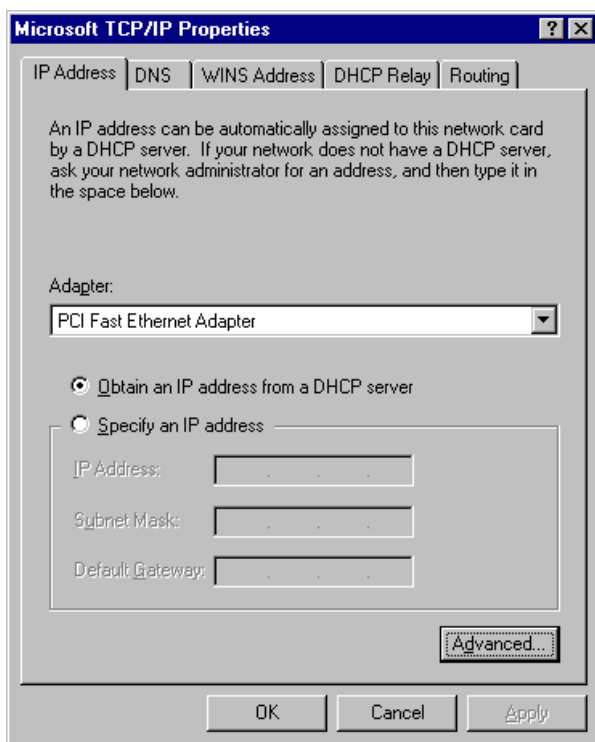 Microsoft TCP/IP Properties
IP Address DNS WINS Address DHCP Relay Routing
An IP address can be automatically assigned to this network card
by a DHCP server. If your network does not have a DHCP server,
ask your network administrator for an address, and then type it in
the space below.
Adapter:
PCI Fast Ethernet Adapter
Obtain an IP address from a DHCP server
Specify an IP address
IP Address:
Subnet Mask:
Default Gateway:
Advanced...
OK Cancel Apply